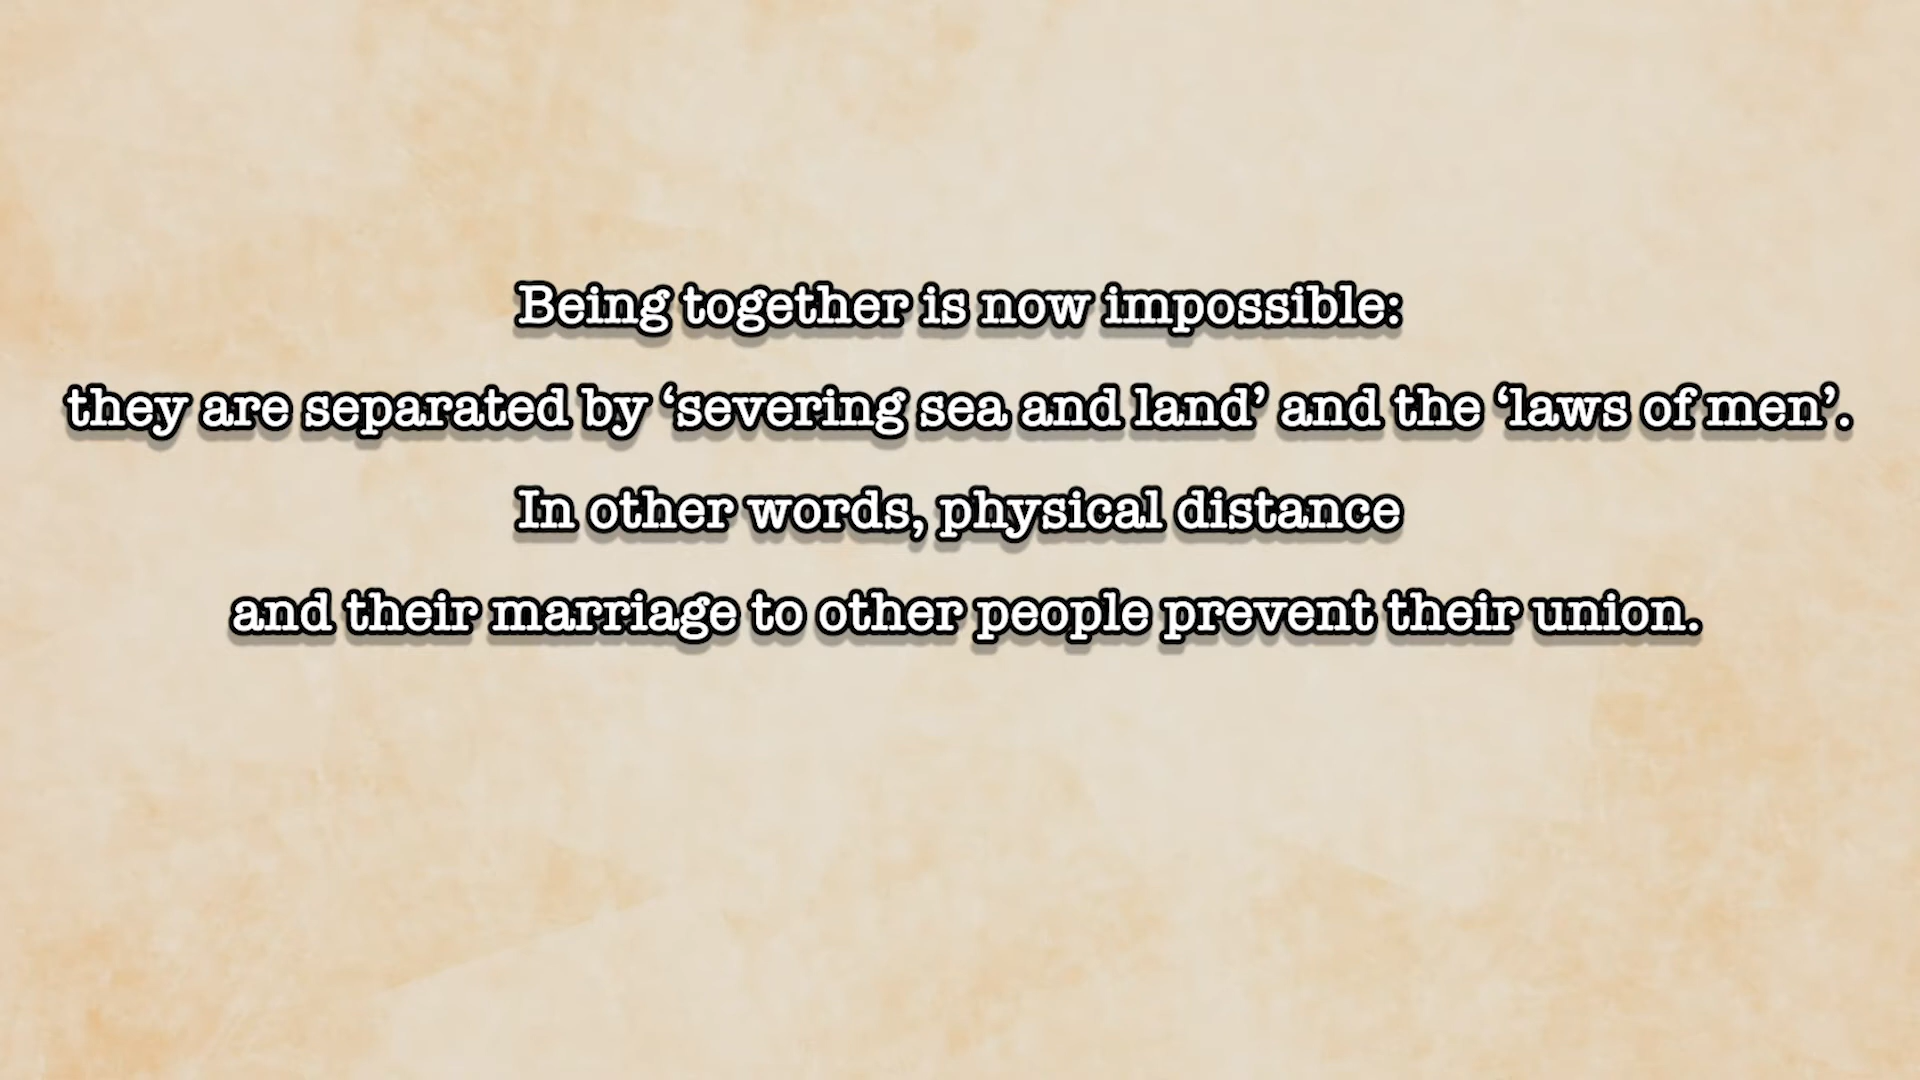 Being together is now impossible:
they are separated by ‘severing sea and land’ and the ‘laws of men’.
In other words, physical distance
and their marriage to other people prevent their union.